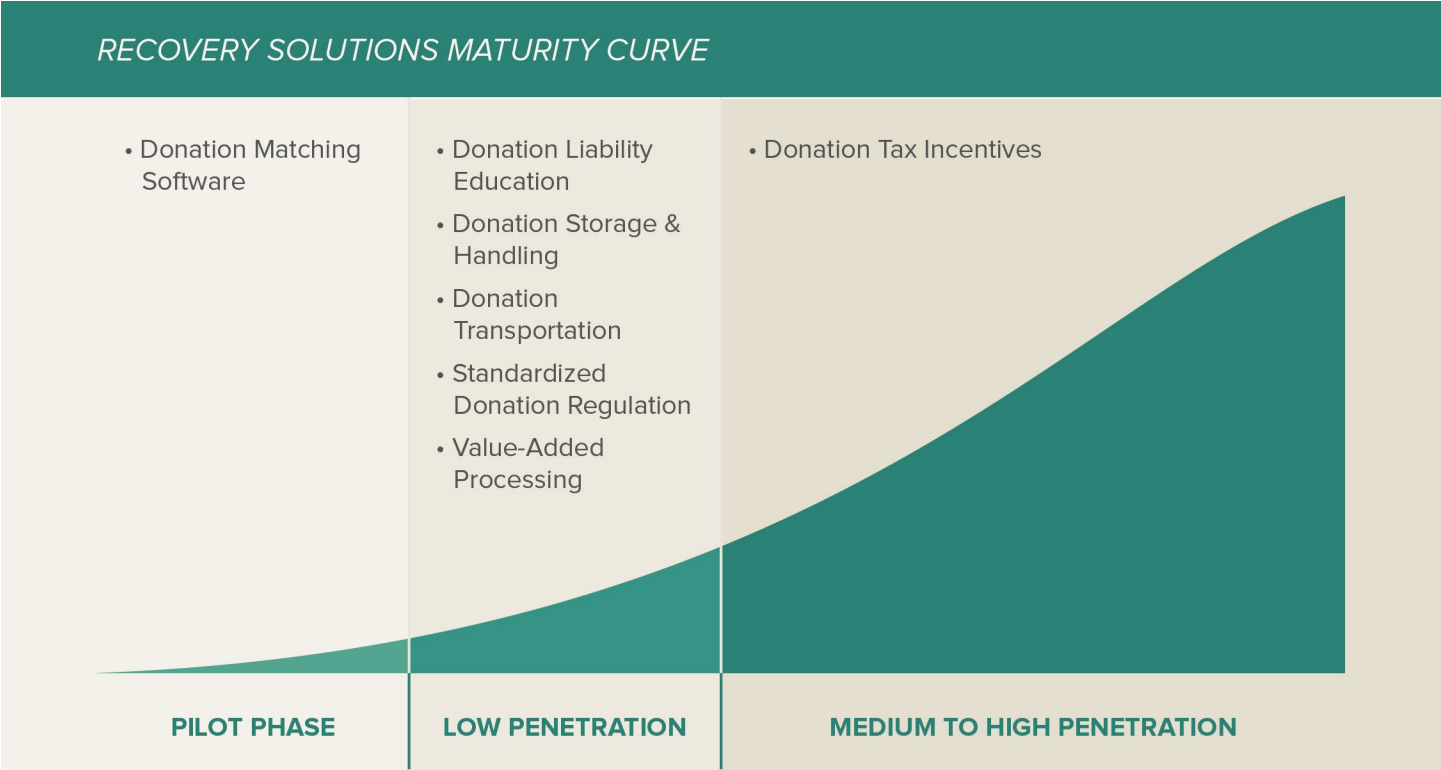 RECOVERY SOLUTIONS MATURITY CURVE
• Donation Matching
Software
• Donation Liability
Education
• Donation Storage &
Handling
• Donation
Transportation
• Standardized
Donation Regulation
• Value-Added
Processing
• Donation Tax Incentives
PILOT PHASE
LOW PENETRATION
MEDIUM TO HIGH PENETRATION